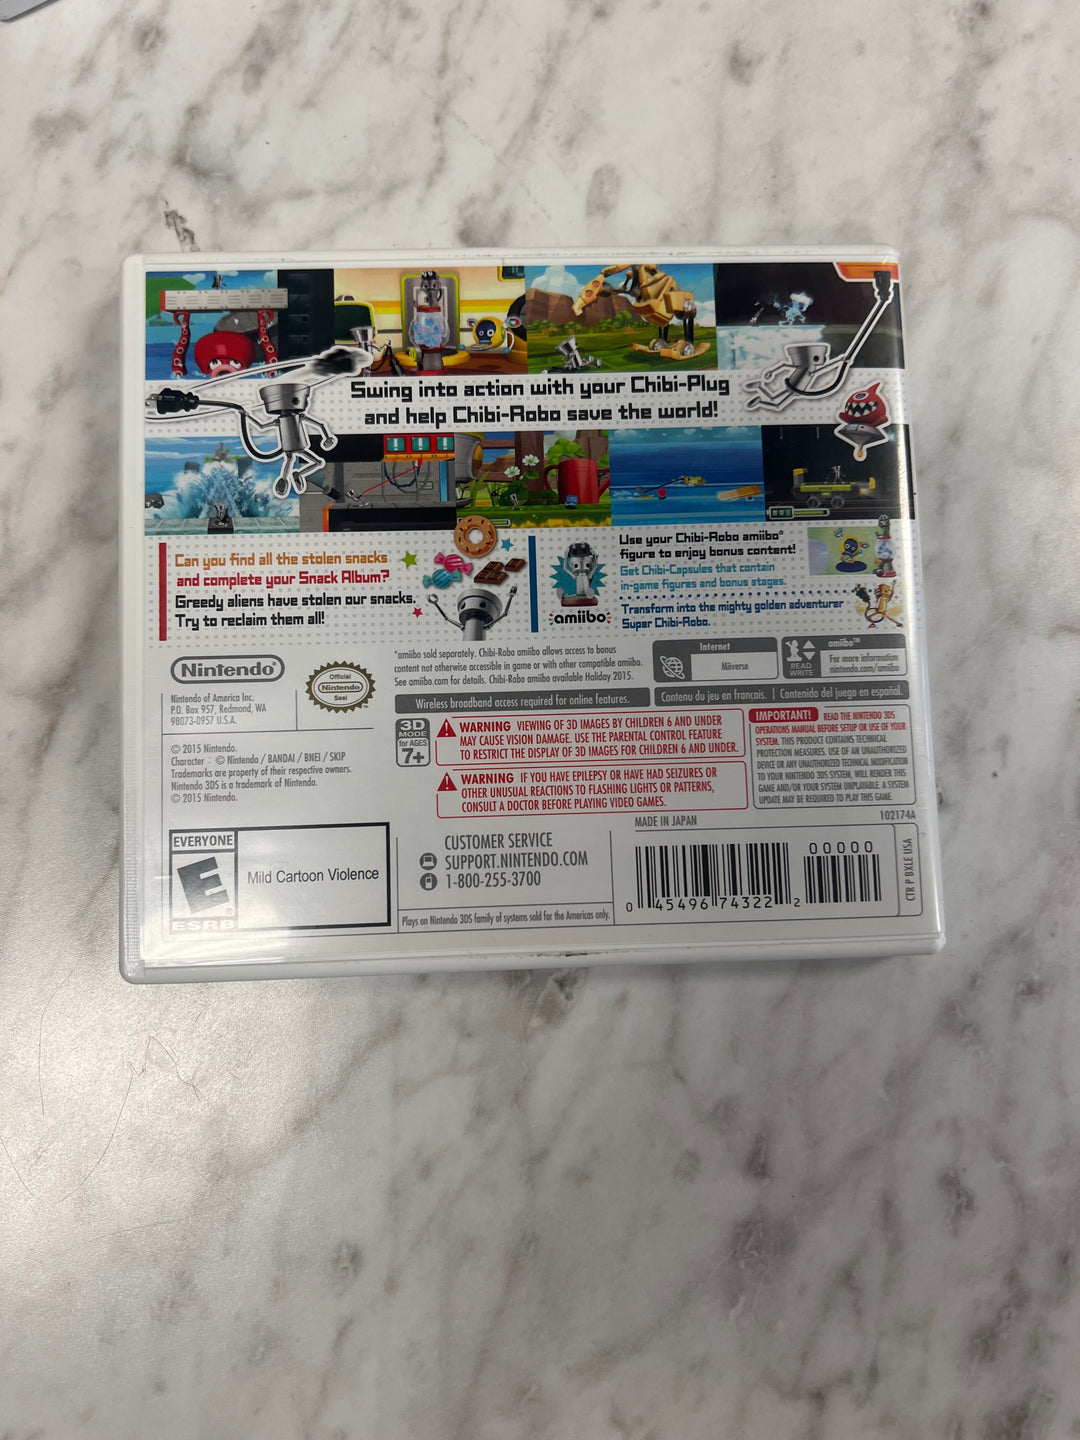 Swing into action with your Chibi-Plug
and help Chibi-Robo save the world!
Can you find all the stolen snacks
and complete your Snack Album?
Greedy aliens have stolen our snacks.
Try to reclaim them all!
amiibo
Use your Chibi-Robo amiibo*
figure to enjoy bonus content!
Get Chibi-Capsules that contain
in-game figures and bonus stages.
Transform into the mighty golden adventurer
Super Chibi-Robo.
Nintendo®
Nintendo of America Inc.
P.O. Box 957, Redmond, WA
98073-0957 U.S.A.
Official
Nintendo
Seal
*amiibo sold separately. Chibi-Robo amiibo allows access to bonus
content not otherwise accessible in game or with other compatible amiibo.
See amiibo.com for details. Chibi-Robo amiibo available Holiday 2015.
Internet
Miiverse
READ
WRITE
amiibo™
For more information
nintendo.com/amiibo
Wireless broadband access required for online features.
Contenu du jeu en francais. | Contenido del juego en español.
© 2015 Nintendo.
Character : © Nintendo / BANDAI / BNEI / SKIP
Trademarks are property of their respective owners.
Nintendo 3DS is a trademark of Nintendo.
© 2015 Nintendo.
3D
MODE
for AGES
7+
WARNING VIEWING OF 3D IMAGES BY CHILDREN 6 AND UNDER
MAY CAUSE VISION DAMAGE. USE THE PARENTAL CONTROL FEATURE
TO RESTRICT THE DISPLAY OF 3D IMAGES FOR CHILDREN 6 AND UNDER.
WARNING IF YOU HAVE EPILEPSY OR HAVE HAD SEIZURES OR
OTHER UNUSUAL REACTIONS TO FLASHING LIGHTS OR PATTERNS,
CONSULT A DOCTOR BEFORE PLAYING VIDEO GAMES.
IMPORTANT! READ THE NINTENDO 3DS
OPERATIONS MANUAL BEFORE SETUP OR USE OF YOUR
SYSTEM. THIS PRODUCT CONTAINS TECHNICAL
PROTECTION MEASURES. USE OF AN UNAUTHORIZED
DEVICE OR ANY UNAUTHORIZED TECHNICAL MODIFICATION
TO YOUR NINTENDO 3DS SYSTEM, WILL RENDER THIS
GAME AND/OR YOUR SYSTEM UNPLAYABLE. A SYSTEM
UPDATE MAY BE REQUIRED TO PLAY THIS GAME.
MADE IN JAPAN
102174A
EVERYONE
E
ESRB
Mild Cartoon Violence
CUSTOMER SERVICE
SUPPORT.NINTENDO.COM
1-800-255-3700
Plays on Nintendo 3DS family of systems sold for the Americas only.
00000
0 45496 74322 2
CTR P BXLE USA